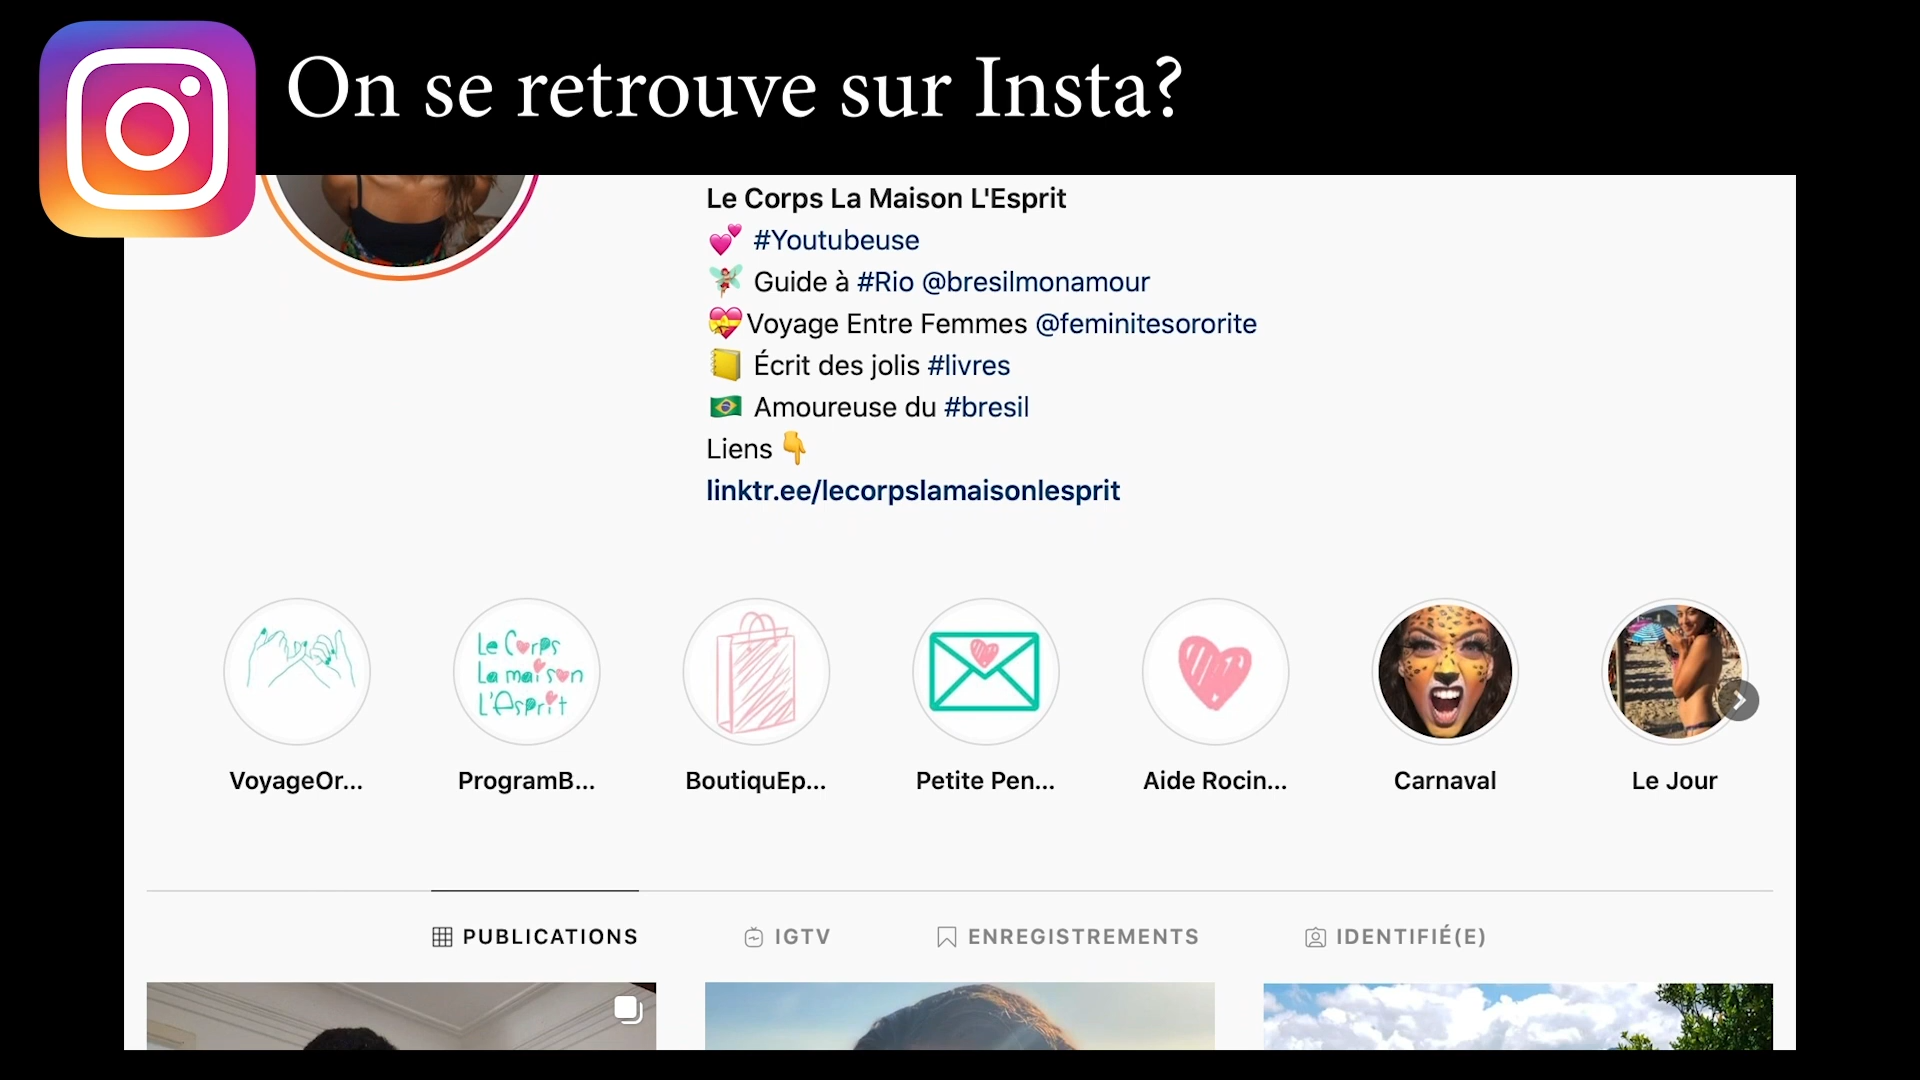 On se retrouve sur Insta?
Le Corps La Maison L'Esprit
💕 #Youtubeuse
🧚 Guide à #Rio @bresilmonamour
💝Voyage Entre Femmes @feminitesororite
📒 Écrit des jolis #livres
🇧🇷 Amoureuse du #bresil
Liens 👇
linktr.ee/lecorpslamaisonlesprit
Le Corps
La maison
L'Esprit
VoyageOr...
ProgramB...
BoutiquEp...
Petite Pen...
Aide Rocin...
Carnaval
Le Jour
PUBLICATIONS
IGTV
ENREGISTREMENTS
IDENTIFIÉ(E)